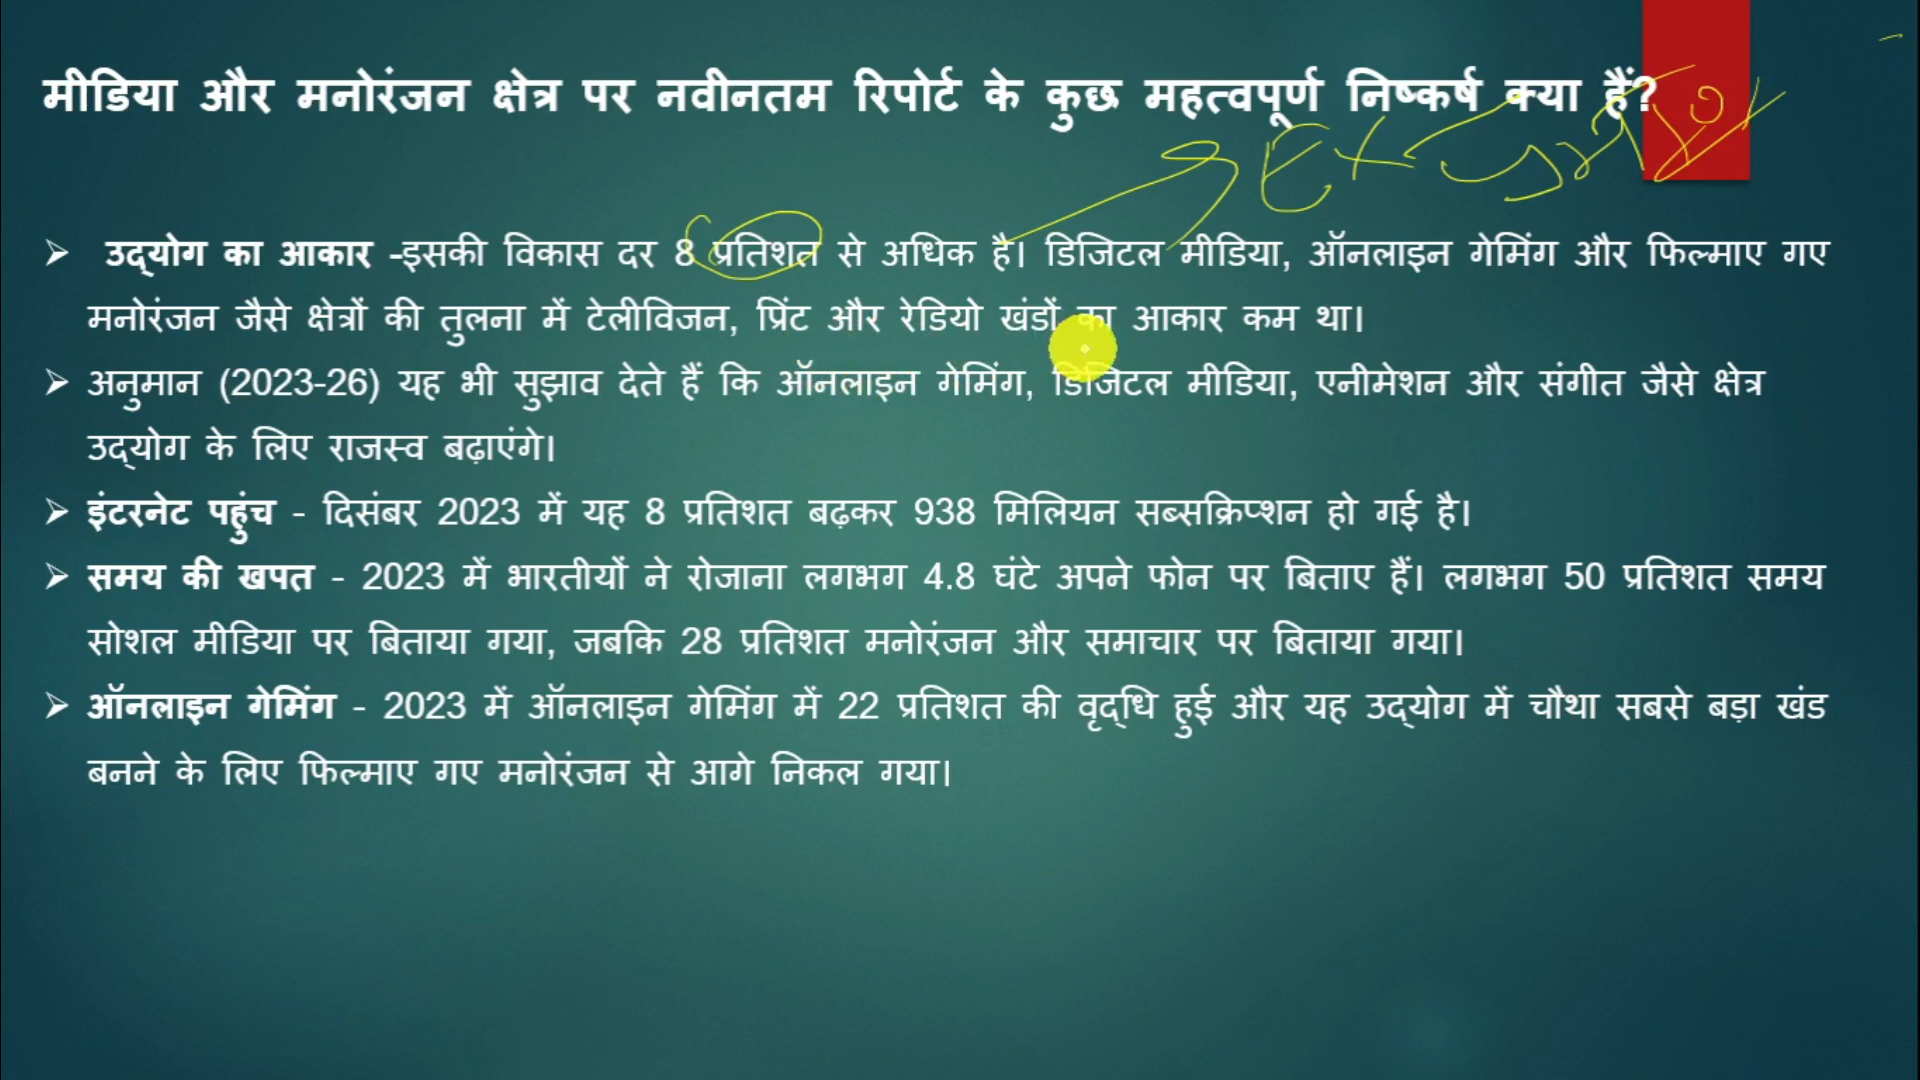 मीडिया और मनोरंजन क्षेत्र पर नवीनतम रिपोर्ट के कुछ महत्वपूर्ण निष्कर्ष क्या हैं?
➢ उद्योग का आकार -इसकी विकास दर 8 प्रतिशत से अधिक है। डिजिटल मीडिया, ऑनलाइन गेमिंग और फिल्माए गए
मनोरंजन जैसे क्षेत्रों की तुलना में टेलीविजन, प्रिंट और रेडियो खंडों का आकार कम था।
➢ अनुमान (2023-26) यह भी सुझाव देते हैं कि ऑनलाइन गेमिंग, डिजिटल मीडिया, एनीमेशन और संगीत जैसे क्षेत्र
उद्योग के लिए राजस्व बढ़ाएंगे।
➢ इंटरनेट पहुंच - दिसंबर 2023 में यह 8 प्रतिशत बढ़कर 938 मिलियन सब्सक्रिप्शन हो गई है।
➢ समय की खपत - 2023 में भारतीयों ने रोजाना लगभग 4.8 घंटे अपने फोन पर बिताए हैं। लगभग 50 प्रतिशत समय
सोशल मीडिया पर बिताया गया, जबकि 28 प्रतिशत मनोरंजन और समाचार पर बिताया गया।
➢ ऑनलाइन गेमिंग - 2023 में ऑनलाइन गेमिंग में 22 प्रतिशत की वृद्धि हुई और यह उद्योग में चौथा सबसे बड़ा खंड
बनने के लिए फिल्माए गए मनोरंजन से आगे निकल गया।